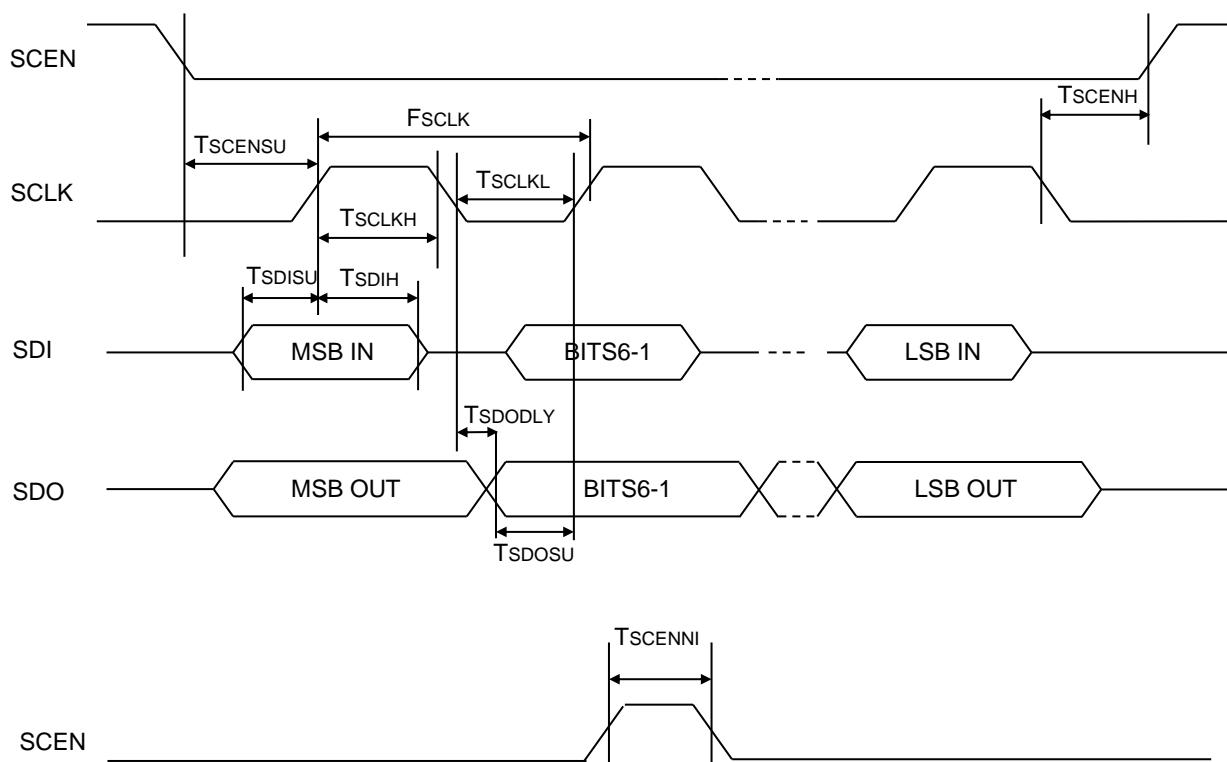 SCEN
TSCENH
FSCLK
TSCENSU
TSCLKL
SCLK
TSCLKH
TSDISU TSDIH
SDI MSB IN BITS6-1 LSB IN
TSDODLY
SDO MSB OUT BITS6-1 LSB OUT
TSDOSU
TSCENNI
SCEN